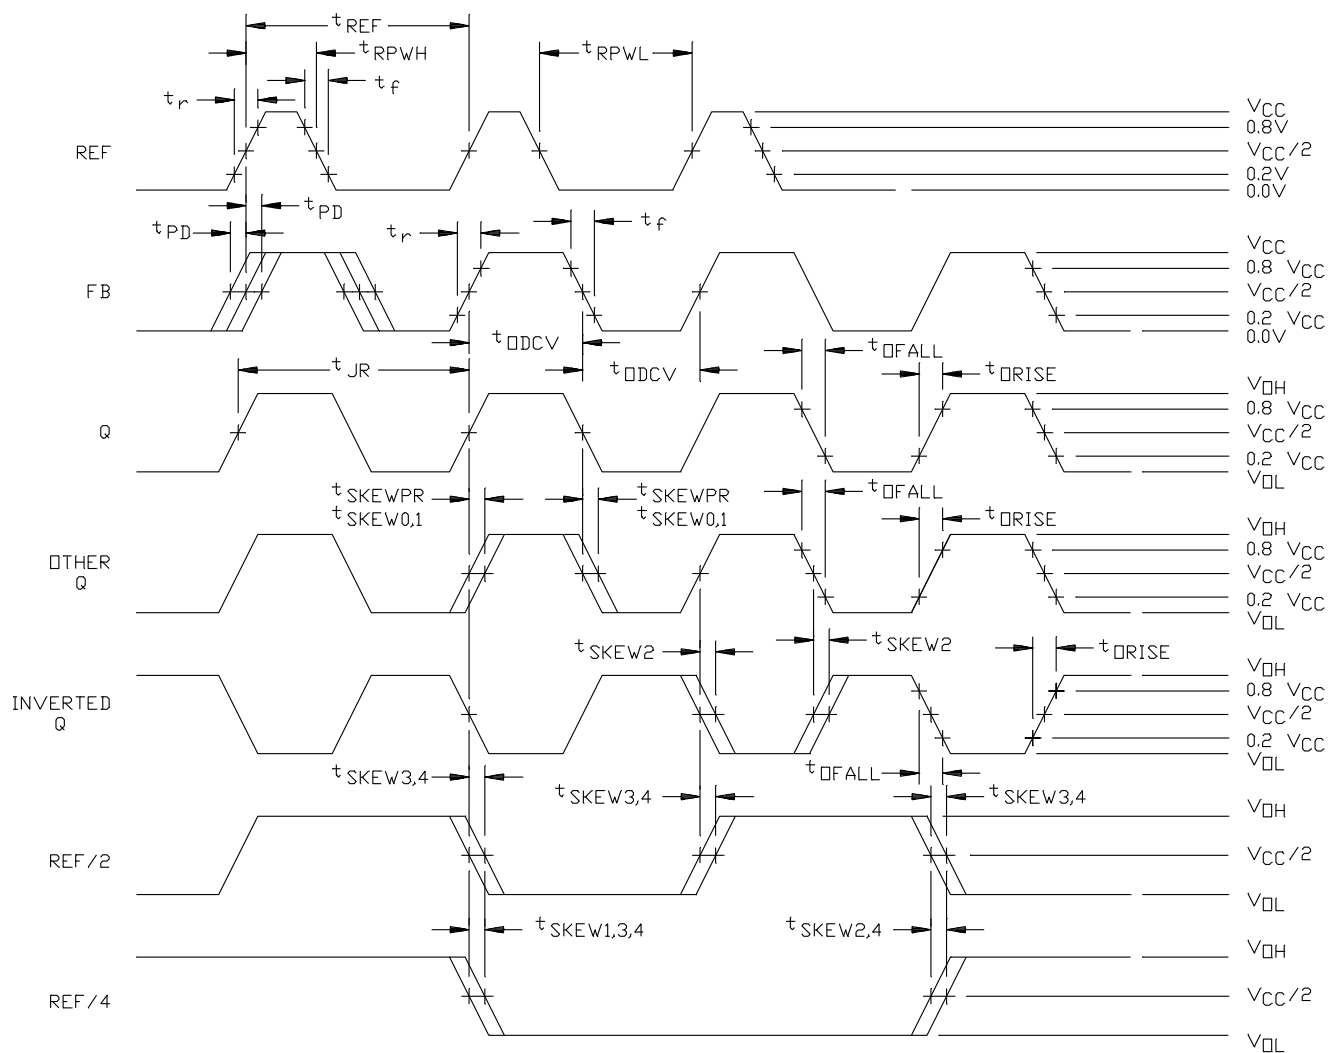 tREF
tRPWH
tRPWL
tf
tr
VCC
0.8V
REF
VCC/2
0.2V
0.0V
tPD
tPD
tr
tf
VCC
0.8 VCC
FB
VCC/2
0.2 VCC
0.0V
tODCV
tOFALL
tJR
tODCV
tORISE
VOH
0.8 VCC
Q
VCC/2
0.2 VCC
VOL
tSKEWPR
tSKEW0,1
tSKEWPR
tSKEW0,1
tOFALL
tORISE
VOH
0.8 VCC
OTHER
Q
VCC/2
0.2 VCC
VOL
tSKEW2
tSKEW2
tORISE
VOH
0.8 VCC
INVERTED
Q
VCC/2
0.2 VCC
VOL
tSKEW3,4
tOFALL
tSKEW3,4
tSKEW3,4
VOH
REF/2
VCC/2
VOL
tSKEW1,3,4
tSKEW2,4
VOH
REF/4
VCC/2
VOL